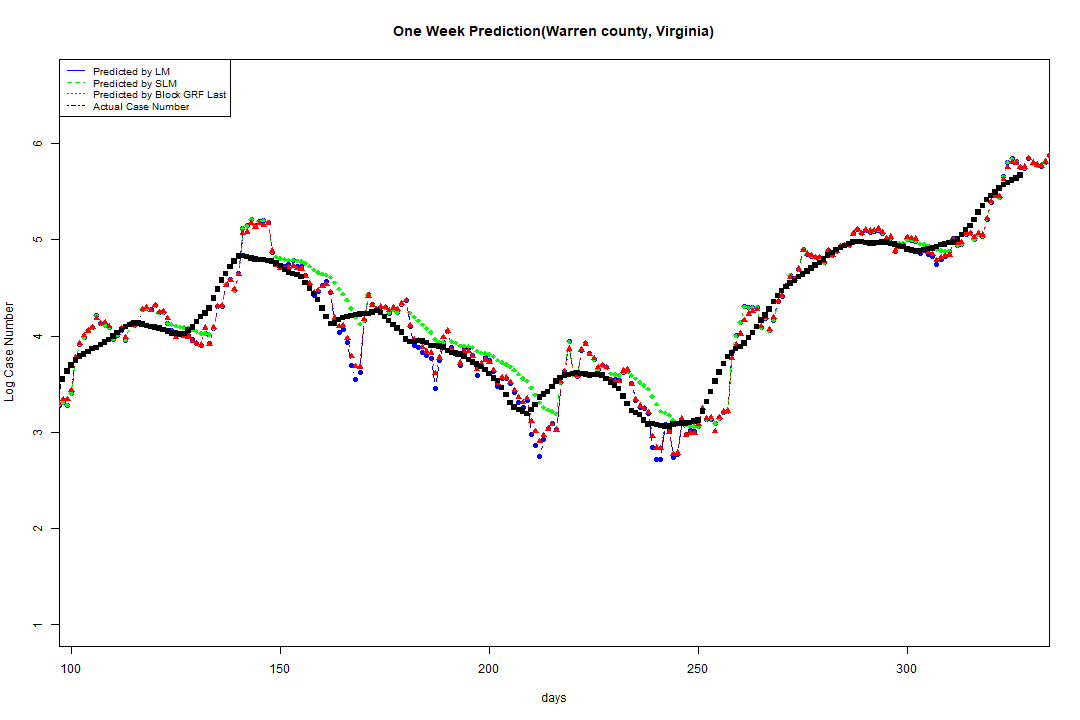 One Week Prediction(Warren county, Virginia)
Predicted by LM
Predicted by SLM
Predicted by Block GRF Last
Actual Case Number
6
5
4
3
2
1
Log Case Number
100 150 200 250 300
days